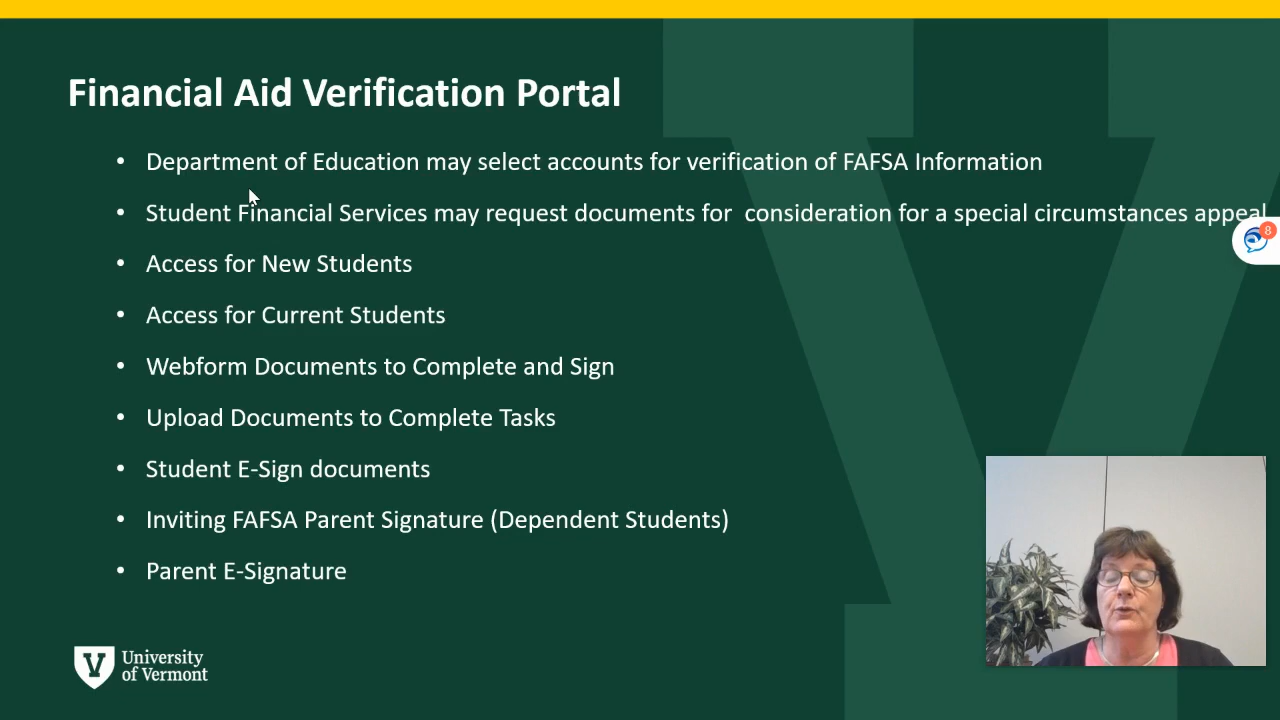 Financial Aid Verification Portal
• Department of Education may select accounts for verification of FAFSA Information
• Student Financial Services may request documents for  consideration for a special circumstances appeal
8
• Access for New Students
• Access for Current Students
• Webform Documents to Complete and Sign
• Upload Documents to Complete Tasks
• Student E-Sign documents
• Inviting FAFSA Parent Signature (Dependent Students)
• Parent E-Signature
V University
of Vermont